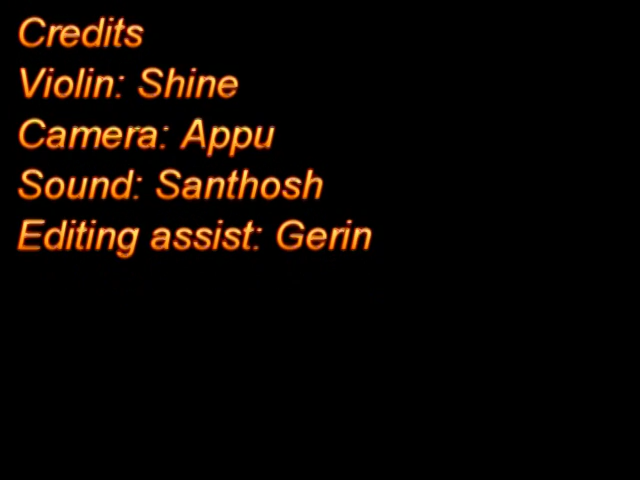 Credits
Violin: Shine
Camera: Appu
Sound: Santhosh
Editing assist: Gerin